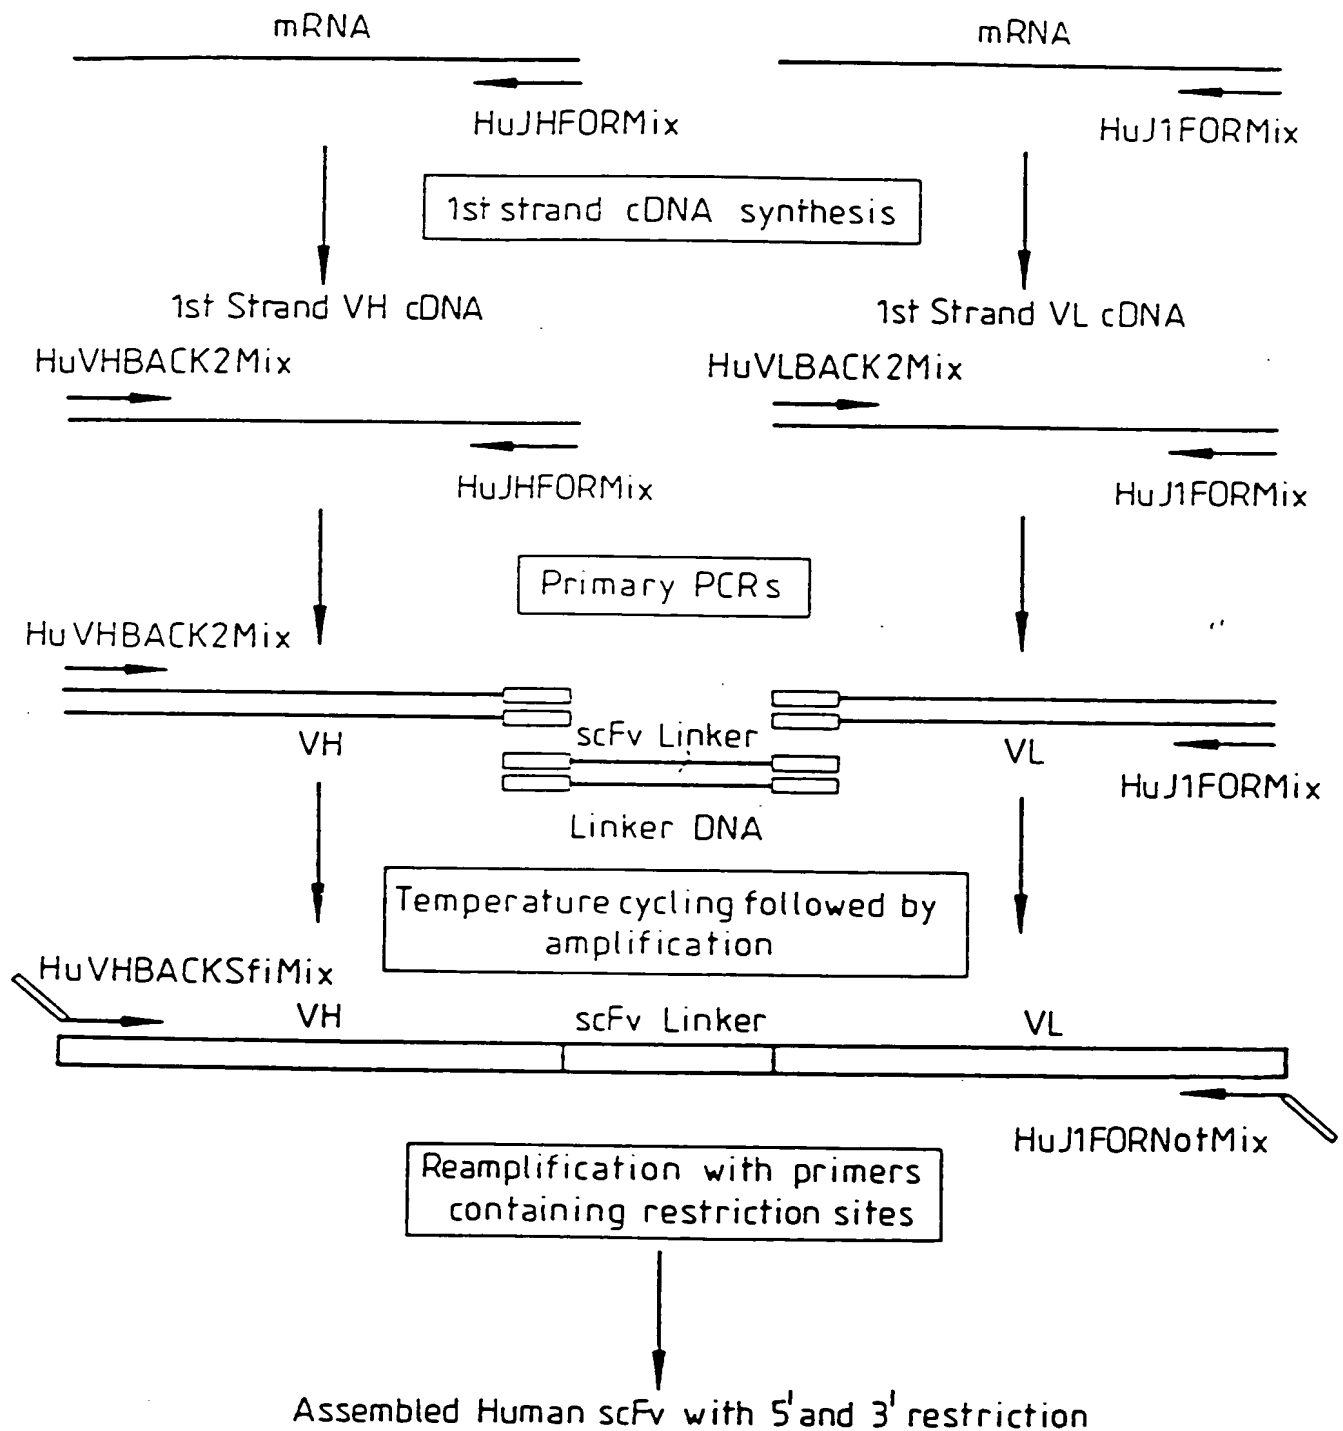 mRNA
mRNA
HuJHFORMix
HuJ1FORMix
1st strand cDNA synthesis
1st Strand VH cDNA
1st Strand VL cDNA
HuVHBACK2Mix
HuVLBACK2Mix
HuJHFORMix
HuJ1FORMix
Primary PCRs
HuVHBACK2Mix
VH
scFv Linker
VL
HuJ1FORMix
Linker DNA
Temperature cycling followed by
amplification
HuVHBACKSfiMix
VH
scFv Linker
VL
HuJ1FORNotMix
Reamplification with primers
containing restriction sites
Assembled Human scFv with 5' and 3' restriction